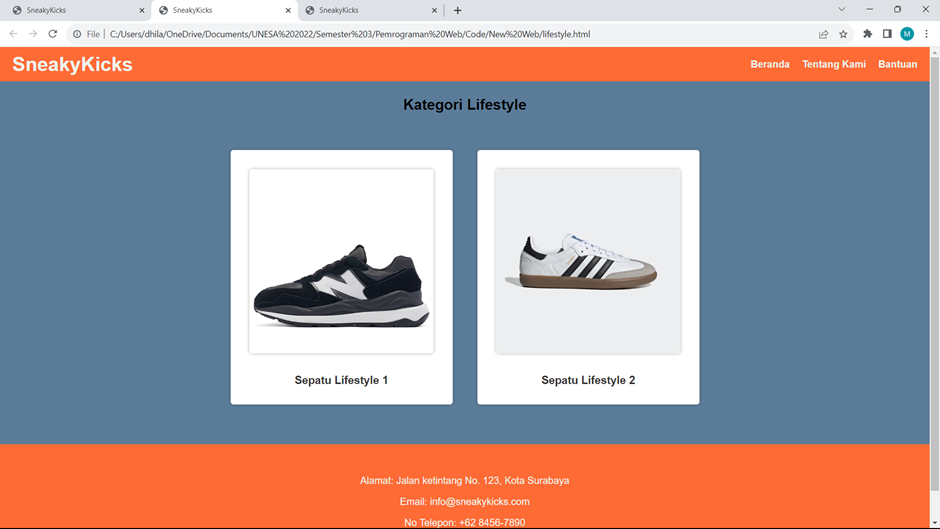 SneakyKicks
SneakyKicks
SneakyKicks
File
C:/Users/dhila/OneDrive/Documents/UNESA%202022/Semester%203/Pemrograman%20Web/Code/New%20Web/lifestyle.html
M
SneakyKicks
Beranda Tentang Kami Bantuan
Kategori Lifestyle
Sepatu Lifestyle 1
Sepatu Lifestyle 2
Alamat: Jalan ketintang No. 123, Kota Surabaya
Email: info@sneakykicks.com
No Telepon: +62 8456-7890